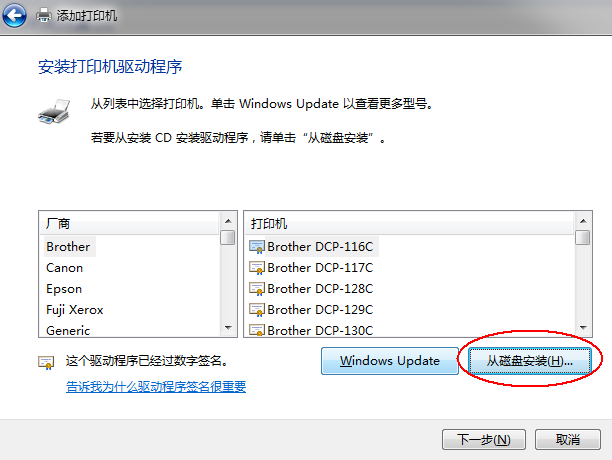 添加打印机
安装打印机驱动程序
从列表中选择打印机。单击 Windows Update 以查看更多型号。
若要从安装 CD 安装驱动程序，请单击“从磁盘安装”。
厂商
Brother
Canon
Epson
Fuji Xerox
Generic
打印机
Brother DCP-116C
Brother DCP-117C
Brother DCP-128C
Brother DCP-129C
Brother DCP-130C
这个驱动程序已经过数字签名。
告诉我为什么驱动程序签名很重要
Windows Update
从磁盘安装(H)...
下一步(N)
取消